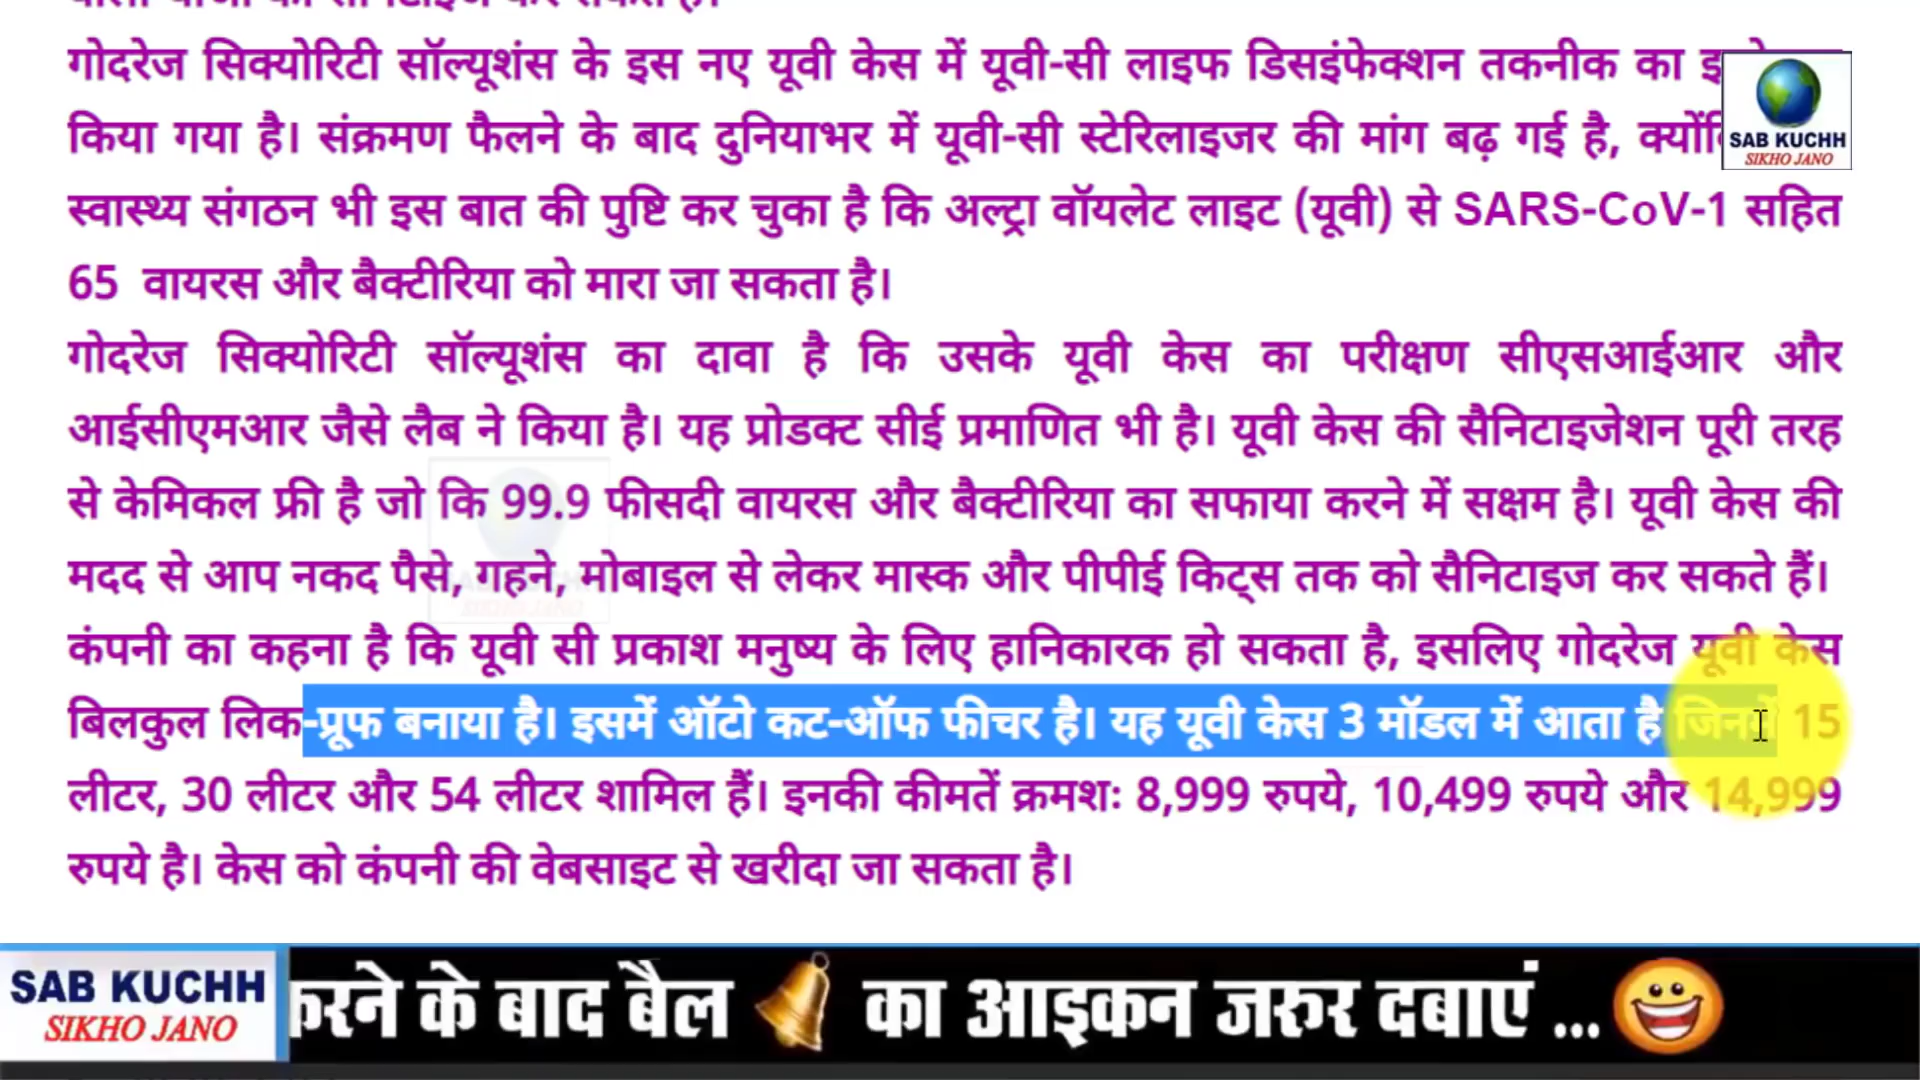 गोदरेज सिक्योरिटी सॉल्यूशंस के इस नए यूवी केस में यूवी-सी लाइफ डिसइंफेक्शन तकनीक का
किया गया है। संक्रमण फैलने के बाद दुनियाभर में यूवी-सी स्टेरिलाइजर की मांग बढ़ गई है,
SAB KUCHH
SIKHO JANO
स्वास्थ्य संगठन भी इस बात की पुष्टि कर चुका है कि अल्ट्रा वॉयलेट लाइट (यूवी) से SARS-CoV-1 सहित
65 वायरस और बैक्टीरिया को मारा जा सकता है।
गोदरेज सिक्योरिटी सॉल्यूशंस का दावा है कि उसके यूवी केस का परीक्षण सीएसआईआर और
आईसीएमआर जैसे लैब ने किया है। यह प्रोडक्ट सीई प्रमाणित भी है। यूवी केस की सैनिटाइजेशन पूरी तरह
से केमिकल फ्री है जो कि 99.9 फीसदी वायरस और बैक्टीरिया का सफाया करने में सक्षम है। यूवी केस की
मदद से आप नकद पैसे, गहने, मोबाइल से लेकर मास्क और पीपीई किट्स तक को सैनिटाइज कर सकते हैं।
कंपनी का कहना है कि यूवी सी प्रकाश मनुष्य के लिए हानिकारक हो सकता है, इसलिए गोदरेज यूवी केस
बिलकुल लिक-प्रूफ बनाया है। इसमें ऑटो कट-ऑफ फीचर है। यह यूवी केस 3 मॉडल में आता है जिनमें 15
लीटर, 30 लीटर और 54 लीटर शामिल हैं। इनकी कीमतें क्रमशः 8,999 रुपये, 10,499 रुपये और 14,999
रुपये है। केस को कंपनी की वेबसाइट से खरीदा जा सकता है।
SAB KUCHH
SIKHO JANO
करने के बाद बैल का आइकन जरुर दबाएं ...